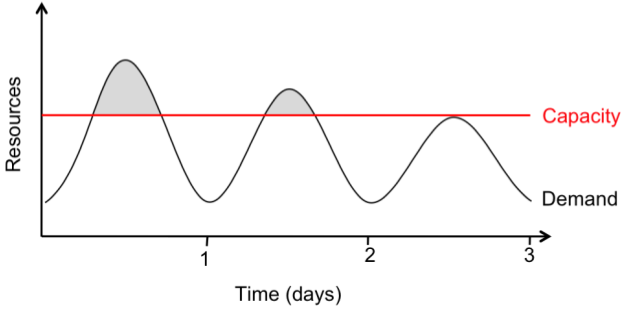 Resources
Capacity
Demand
1
2
3
Time (days)